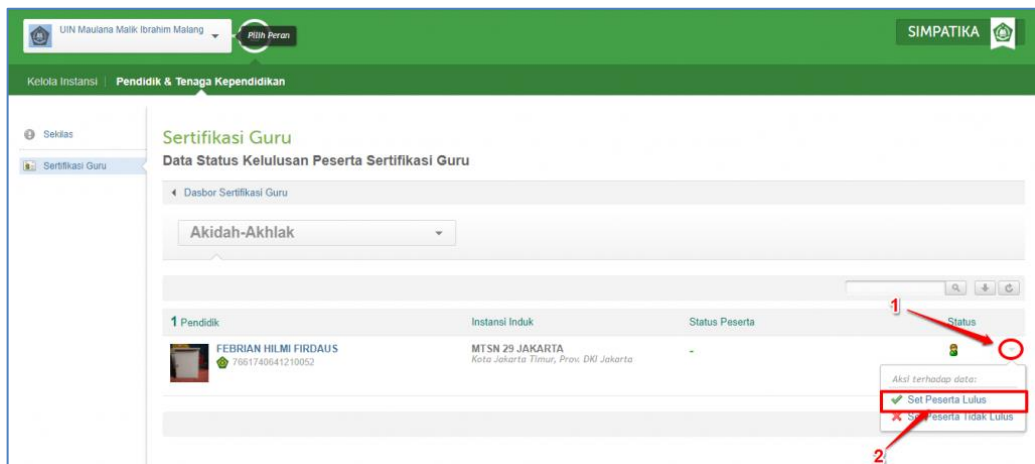 UIN Maulana Malik Ibrahim Malang
Pilih Peran
SIMPATIKA
Kelola Instansi | Pendidik & Tenaga Kependidikan
Sekilas
Sertifikasi Guru
Sertifikasi Guru
Data Status Kelulusan Peserta Sertifikasi Guru
Dasbor Sertifikasi Guru
Akidah-Akhlak
1 Pendidik
Instansi Induk
Status Peserta
Status
1
FEBRIAN HILMI FIRDAUS
7661740641210052
MTSN 29 JAKARTA
Kota Jakarta Timur, Prov. DKI Jakarta
-
Aksi terhadap data:
Set Peserta Lulus
Set Peserta Tidak Lulus
2